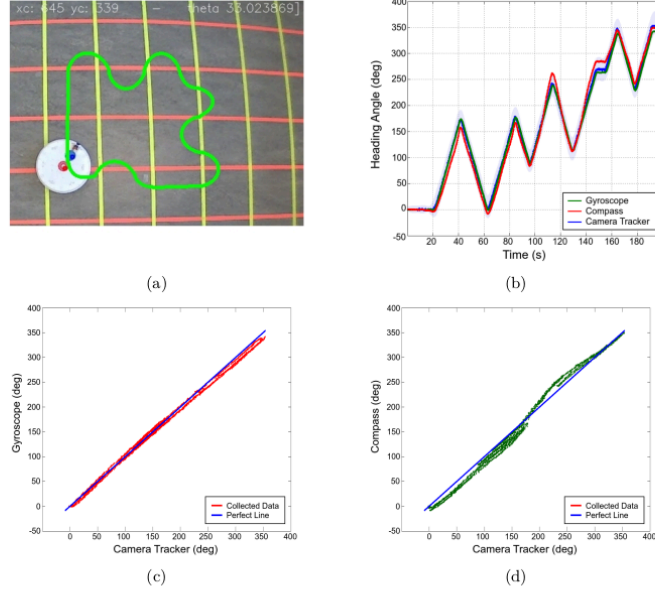 xc: 645 yc: 339 – theta
400
350
300
250
200
150
100
50
0
-50
Heading Angle (deg)
20 40 60 80 100 120 140 160 180
Time (s)
Gyroscope
Compass
Camera Tracker
(a)
(b)
400
350
300
250
200
150
100
50
0
-50
Gyroscope (deg)
0 50 100 150 200 250 300 350 400
Camera Tracker (deg)
Collected Data
Perfect Line
(c)
400
350
300
250
200
150
100
50
0
-50
Compass (deg)
-50 0 50 100 150 200 250 300 350 400
Camera Tracker (deg)
Collected Data
Perfect Line
(d)